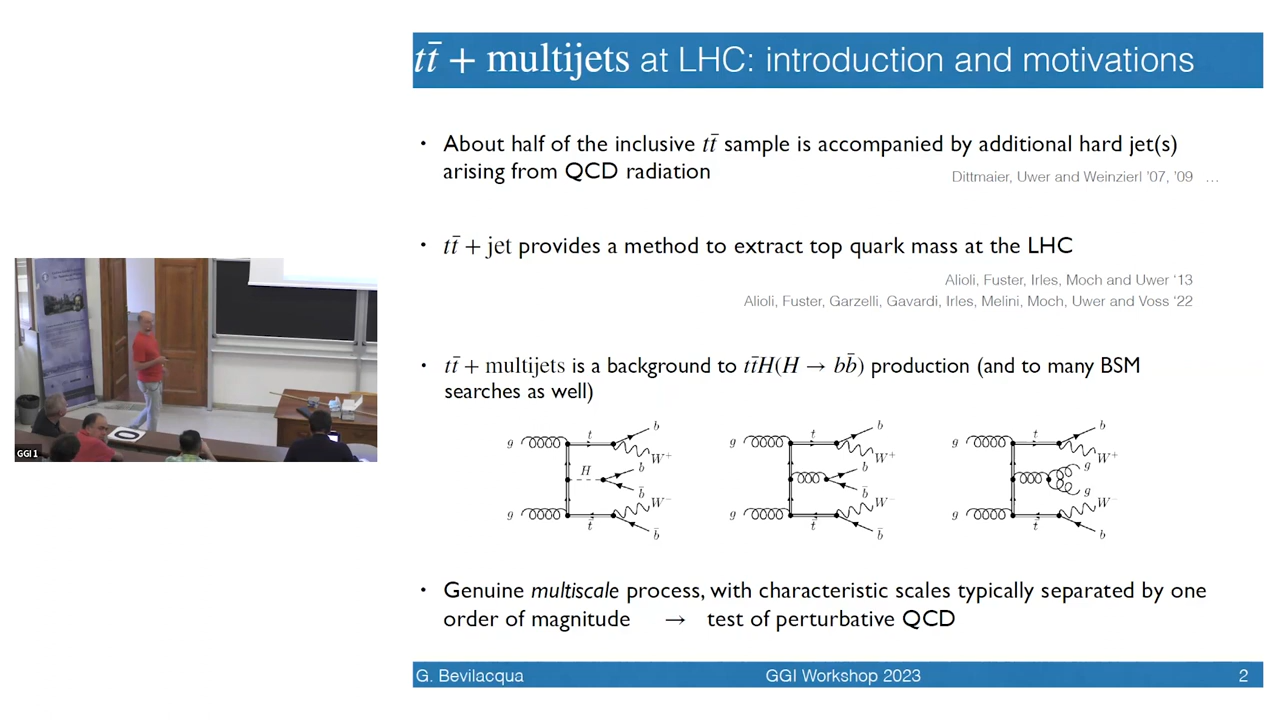 tt̄ + multijets at LHC: introduction and motivations
• About half of the inclusive tt̄ sample is accompanied by additional hard jet(s)
arising from QCD radiation
Dittmaier, Uwer and Weinzierl '07, '09 ...
• tt̄ + jet provides a method to extract top quark mass at the LHC
Alioli, Fuster, Irles, Moch and Uwer '13
Alioli, Fuster, Garzelli, Gavardi, Irles, Melini, Moch, Uwer and Voss '22
• tt̄ + multijets is a background to tt̄H(H → bb̄) production (and to many BSM
searches as well)
g t b W⁺ H b b̄ W⁻ g t̄ b̄
g t b W⁺ b b̄ W⁻ g t̄ b̄
g t b W⁺ g g W⁻ g t̄ b
• Genuine multiscale process, with characteristic scales typically separated by one
order of magnitude → test of perturbative QCD
G. Bevilacqua GGI Workshop 2023 2
GGI 1